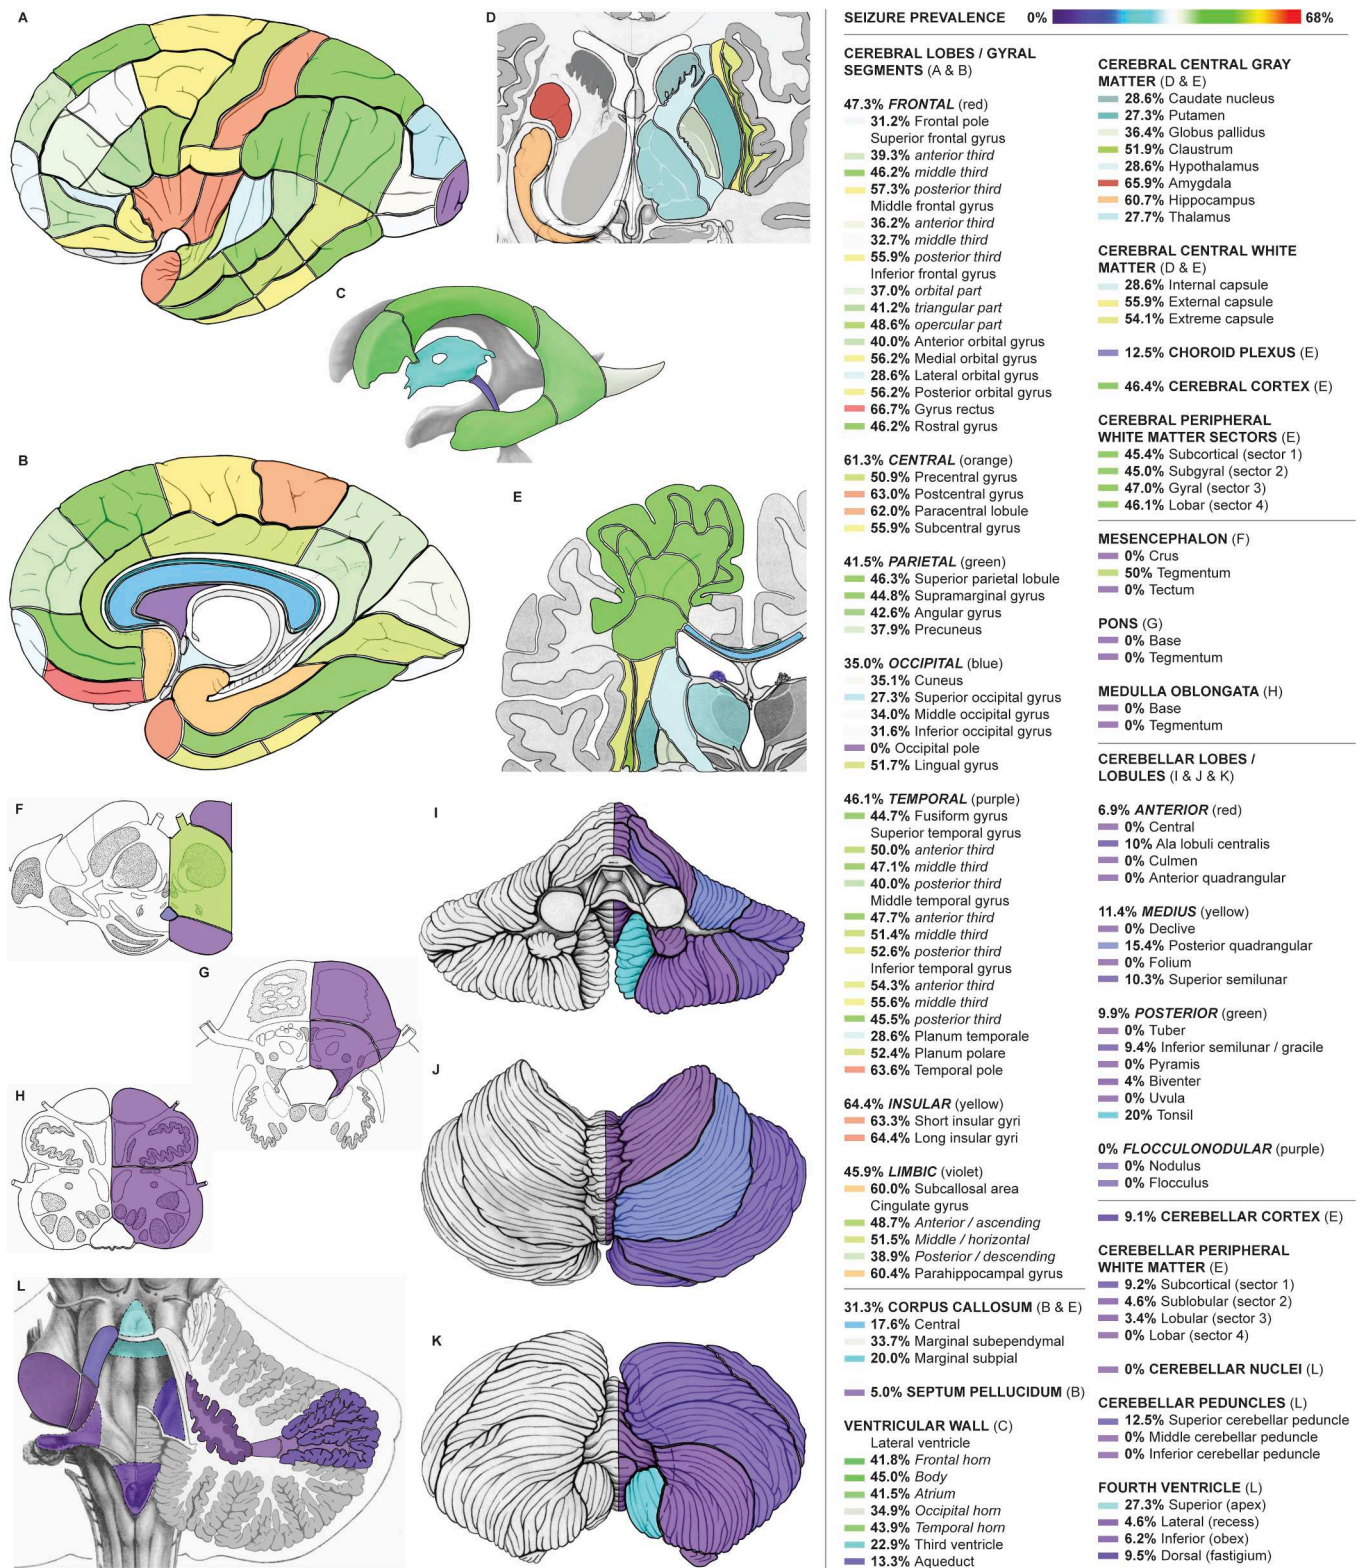 A
D
C
B
E
F
G
H
I
J
L
K
SEIZURE PREVALENCE 0% 68%
CEREBRAL LOBES / GYRAL
SEGMENTS (A & B)
47.3% FRONTAL (red)
31.2% Frontal pole
Superior frontal gyrus
39.3% anterior third
46.2% middle third
57.3% posterior third
Middle frontal gyrus
36.2% anterior third
32.7% middle third
55.9% posterior third
Inferior frontal gyrus
37.0% orbital part
41.2% triangular part
48.6% opercular part
40.0% Anterior orbital gyrus
56.2% Medial orbital gyrus
28.6% Lateral orbital gyrus
56.2% Posterior orbital gyrus
66.7% Gyrus rectus
46.2% Rostral gyrus
61.3% CENTRAL (orange)
50.9% Precentral gyrus
63.0% Postcentral gyrus
62.0% Paracentral lobule
55.9% Subcentral gyrus
41.5% PARIETAL (green)
46.3% Superior parietal lobule
44.8% Supramarginal gyrus
42.6% Angular gyrus
37.9% Precuneus
35.0% OCCIPITAL (blue)
35.1% Cuneus
27.3% Superior occipital gyrus
34.0% Middle occipital gyrus
31.6% Inferior occipital gyrus
0% Occipital pole
51.7% Lingual gyrus
46.1% TEMPORAL (purple)
44.7% Fusiform gyrus
Superior temporal gyrus
50.0% anterior third
47.1% middle third
40.0% posterior third
Middle temporal gyrus
47.7% anterior third
51.4% middle third
52.6% posterior third
Inferior temporal gyrus
54.3% anterior third
55.6% middle third
45.5% posterior third
28.6% Planum temporale
52.4% Planum polare
63.6% Temporal pole
64.4% INSULAR (yellow)
63.3% Short insular gyri
64.4% Long insular gyri
45.9% LIMBIC (violet)
60.0% Subcallosal area
Cingulate gyrus
48.7% Anterior / ascending
51.5% Middle / horizontal
38.9% Posterior / descending
60.4% Parahippocampal gyrus
31.3% CORPUS CALLOSUM (B & E)
17.6% Central
33.7% Marginal subependymal
20.0% Marginal subpial
5.0% SEPTUM PELLUCIDUM (B)
VENTRICULAR WALL (C)
Lateral ventricle
41.8% Frontal horn
45.0% Body
41.5% Atrium
34.9% Occipital horn
43.9% Temporal horn
22.9% Third ventricle
13.3% Aqueduct
CEREBRAL CENTRAL GRAY
MATTER (D & E)
28.6% Caudate nucleus
27.3% Putamen
36.4% Globus pallidus
51.9% Claustrum
28.6% Hypothalamus
65.9% Amygdala
60.7% Hippocampus
27.7% Thalamus
CEREBRAL CENTRAL WHITE
MATTER (D & E)
28.6% Internal capsule
55.9% External capsule
54.1% Extreme capsule
12.5% CHOROID PLEXUS (E)
46.4% CEREBRAL CORTEX (E)
CEREBRAL PERIPHERAL
WHITE MATTER SECTORS (E)
45.4% Subcortical (sector 1)
45.0% Subgyral (sector 2)
47.0% Gyral (sector 3)
46.1% Lobar (sector 4)
MESENCEPHALON (F)
0% Crus
50% Tegmentum
0% Tectum
PONS (G)
0% Base
0% Tegmentum
MEDULLA OBLONGATA (H)
0% Base
0% Tegmentum
CEREBELLAR LOBES /
LOBULES (I & J & K)
6.9% ANTERIOR (red)
0% Central
10% Ala lobuli centralis
0% Culmen
0% Anterior quadrangular
11.4% MEDIUS (yellow)
0% Declive
15.4% Posterior quadrangular
0% Folium
10.3% Superior semilunar
9.9% POSTERIOR (green)
0% Tuber
9.4% Inferior semilunar / gracile
0% Pyramis
4% Biventer
0% Uvula
20% Tonsil
0% FLOCCULONODULAR (purple)
0% Nodulus
0% Flocculus
9.1% CEREBELLAR CORTEX (E)
CEREBELLAR PERIPHERAL
WHITE MATTER (E)
9.2% Subcortical (sector 1)
4.6% Sublobular (sector 2)
3.4% Lobular (sector 3)
0% Lobar (sector 4)
0% CEREBELLAR NUCLEI (L)
CEREBELLAR PEDUNCLES (L)
12.5% Superior cerebellar peduncle
0% Middle cerebellar peduncle
0% Inferior cerebellar peduncle
FOURTH VENTRICLE (L)
27.3% Superior (apex)
4.6% Lateral (recess)
6.2% Inferior (obex)
9.5% Dorsal (fastigium)